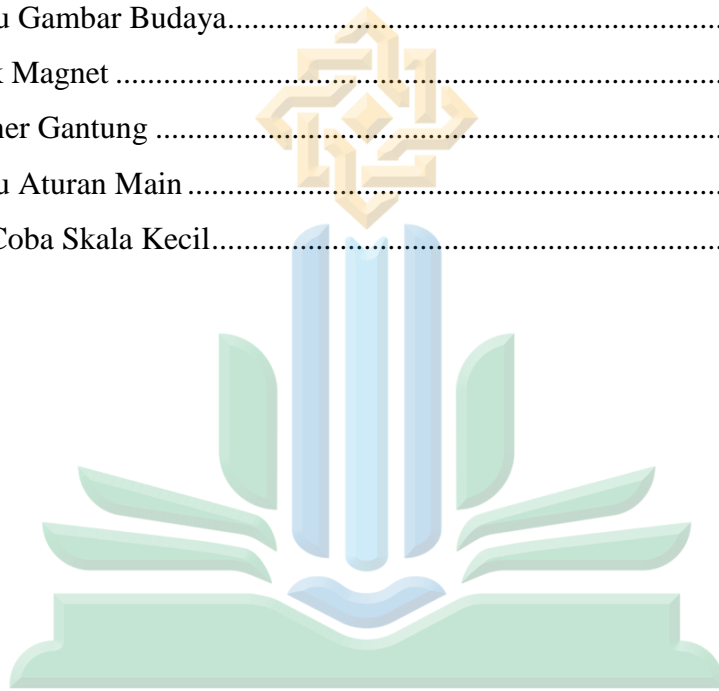 u Gambar Budaya................................................................
k Magnet ................................................................
ner Gantung ................................................................
u Aturan Main ................................................................
Coba Skala Kecil................................................................